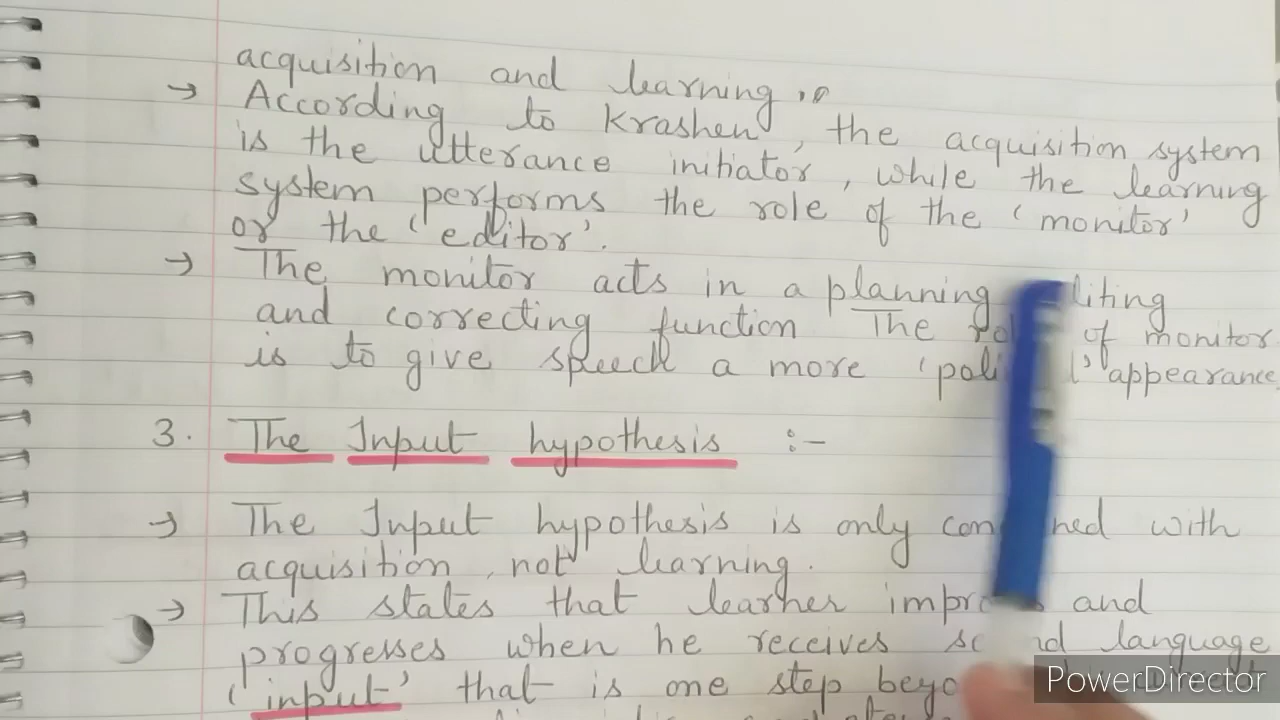 acquisition and learning.
→ According to Krashen, the acquisition system
is the utterance initiator, while the learning
system performs the role of the 'monitor'
or the 'editor'.
→ The monitor acts in a planning
and correcting function The of monitor
is to give speech a more appearance
3. The Input hypothesis :-
→ The Input hypothesis is only with
acquisition, not learning.
→ This states that learner and
progresses when he receives language
'input' that is one step
PowerDirector